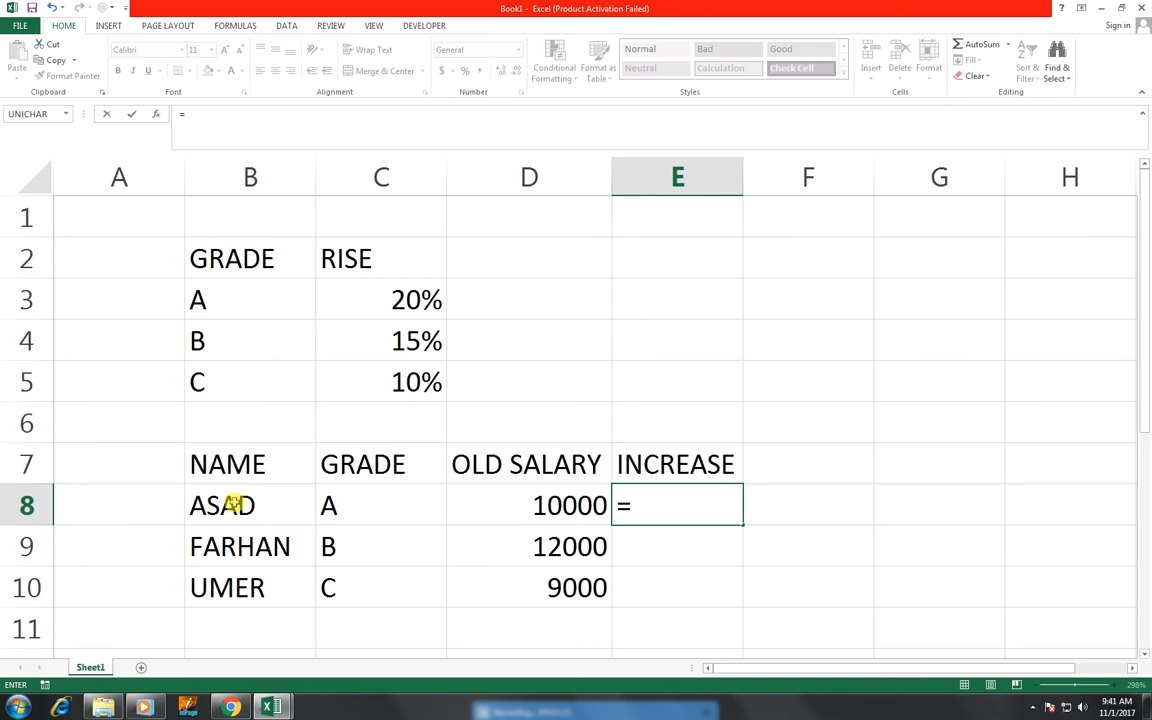 Book1 - Excel (Product Activation Failed)
Sign in
FILE HOME INSERT PAGE LAYOUT FORMULAS DATA REVIEW VIEW DEVELOPER
Paste
Cut
Copy
Format Painter
Clipboard
Calibri 11
B I U
Font
Wrap Text
Merge & Center
Alignment
General
$ % ,
Number
Conditional Formatting
Format as Table
Normal Bad Good
Neutral Calculation Check Cell
Styles
Insert Delete Format
Cells
AutoSum
Fill
Clear
Sort & Filter
Find & Select
Editing
UNICHAR fx =
A B C D E F G H
1
2 GRADE RISE
3 A 20%
4 B 15%
5 C 10%
6
7 NAME GRADE OLD SALARY INCREASE
8 ASAD A 10000 =
9 FARHAN B 12000
10 UMER C 9000
11
Sheet1
ENTER 298%
9:41 AM
11/1/2017